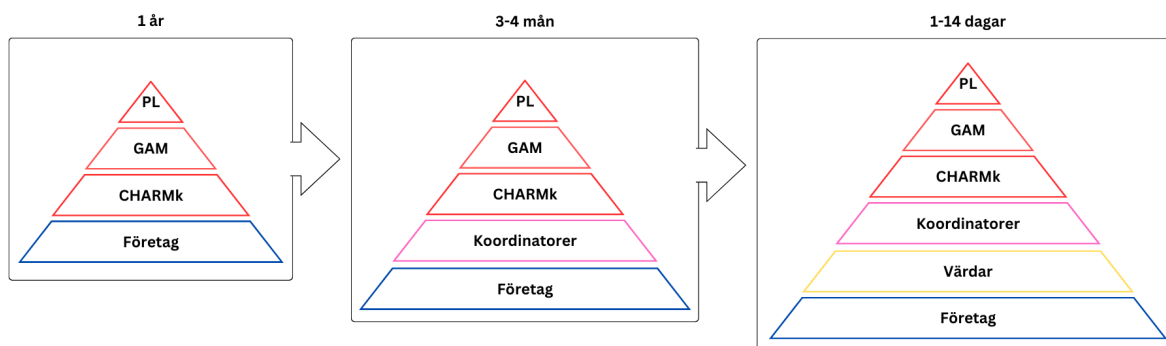 1 år
PL
GAM
CHARMk
Företag
3-4 mån
PL
GAM
CHARMk
Koordinatorer
Företag
1-14 dagar
PL
GAM
CHARMk
Koordinatorer
Värdar
Företag